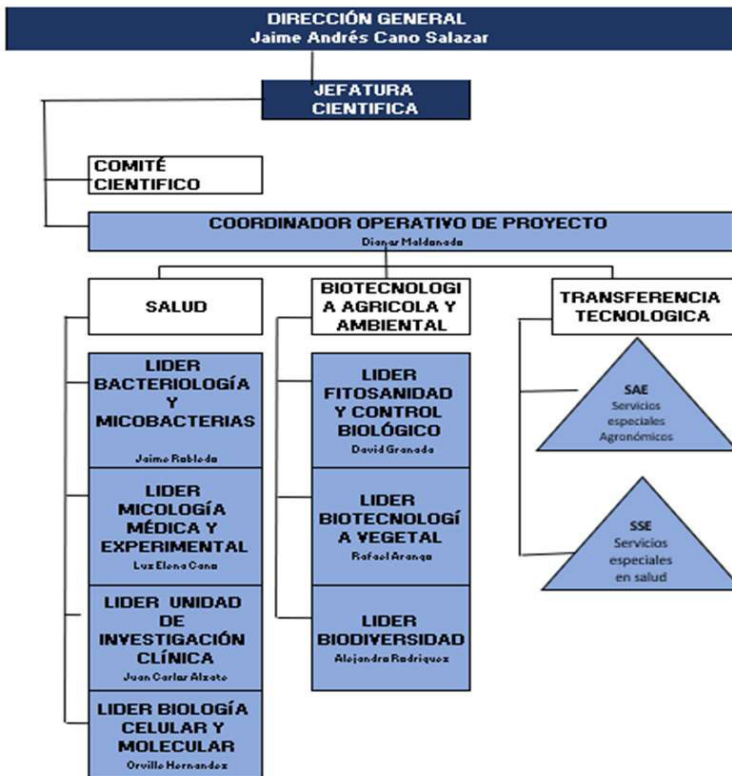 DIRECCIÓN GENERAL
Jaime Andrés Cano Salazar
JEFATURA
CIENTIFICA
COMITÉ
CIENTIFICO
COORDINADOR OPERATIVO DE PROYECTO
Dianer Maldonado
SALUD
LIDER
BACTERIOLOGÍA
Y
MICOBACTERIAS
Jaime Robledo
LIDER
MICOLOGÍA
MÉDICA Y
EXPERIMENTAL
Luz Elena Cano
LIDER UNIDAD
DE
INVESTIGACIÓN
CLÍNICA
Juan Carlos Alzate
LIDER BIOLOGÍA
CELULAR Y
MOLECULAR
Orville Hernandez
BIOTECNOLOGI
A AGRICOLA Y
AMBIENTAL
LIDER
FITOSANIDAD
Y CONTROL
BIOLÓGICO
David Granada
LIDER
BIOTECNOLOGÍ
A VEGETAL
Rafael Arango
LIDER
BIODIVERSIDAD
Alejandra Rodriguez
TRANSFERENCIA
TECNOLOGICA
SAE
Servicios
especiales
Agronómicos
SSE
Servicios
especiales
en salud